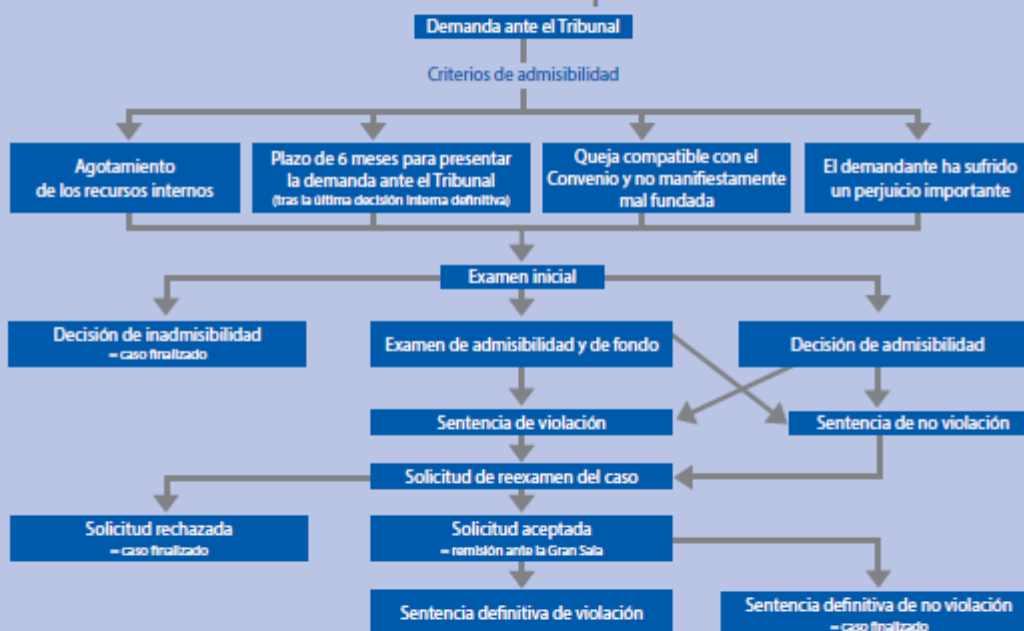 Demanda ante el Tribunal
Criterios de admisibilidad
Agotamiento
de los recursos internos
Plazo de 6 meses para presentar
la demanda ante el Tribunal
(tras la última decisión interna definitiva)
Queja compatible con el
Convenio y no manifiestamente
mal fundada
El demandante ha sufrido
un perjuicio importante
Examen inicial
Decisión de inadmisibilidad
= caso finalizado
Examen de admisibilidad y de fondo
Decisión de admisibilidad
Sentencia de violación
Sentencia de no violación
Solicitud de reexamen del caso
Solicitud rechazada
= caso finalizado
Solicitud aceptada
= remisión ante la Gran Sala
Sentencia definitiva de violación
Sentencia definitiva de no violación
= caso finalizado